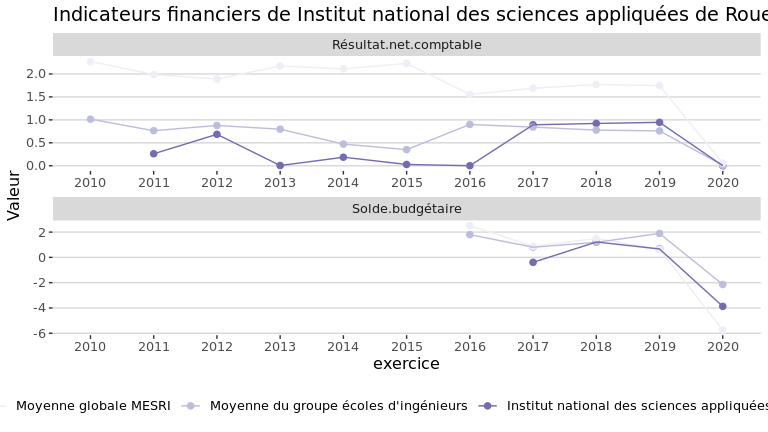 Indicateurs financiers de Institut national des sciences appliquées de Roue
Résultat.net.comptable
2.0
1.5
1.0
0.5
0.0
2010 2011 2012 2013 2014 2015 2016 2017 2018 2019 2020
Valeur
Solde.budgétaire
2
0
-2
-4
-6
2010 2011 2012 2013 2014 2015 2016 2017 2018 2019 2020
exercice
Moyenne globale MESRI Moyenne du groupe écoles d'ingénieurs Institut national des sciences appliquées